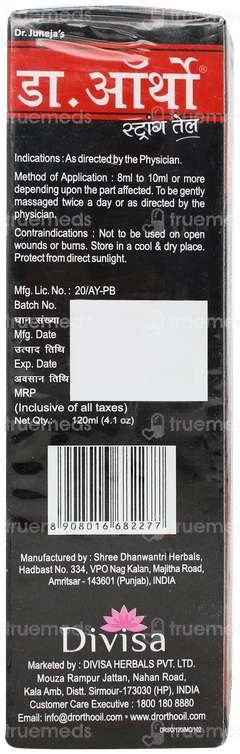 Dr. Juneja's
डा. ऑर्थो®
स्ट्रांग तेल
Indications : As directed by the Physician.
Method of Application : 8ml to 10ml or more
depending upon the part affected. To be gently
massaged twice a day or as directed by the
physician.
Contraindications : Not to be used on open
wounds or burns. Store in a cool & dry place.
Protect from direct sunlight.
Mfg. Lic. No. : 20/AY-PB
Batch No.
घान संख्या
Mfg. Date
उत्पाद तिथि
Exp. Date
अवसान तिथि
MRP
(Inclusive of all taxes)
Net Qty.: 120ml (4.1 oz)
8 908016 682277
Manufactured by : Shree Dhanwantri Herbals,
Hadbast No. 334, VPO Nag Kalan, Majitha Road,
Amritsar - 143601 (Punjab), INDIA
Divisa
Marketed by : DIVISA HERBALS PVT. LTD.
Mouza Rampur Jattan, Nahan Road,
Kala Amb, Distt. Sirmour-173030 (HP), INDIA
Customer Care Executive : 1800 180 8880
Email: info@drorthooil.com • www.drorthooil.com
DRSO/120/MC/102
truemeds